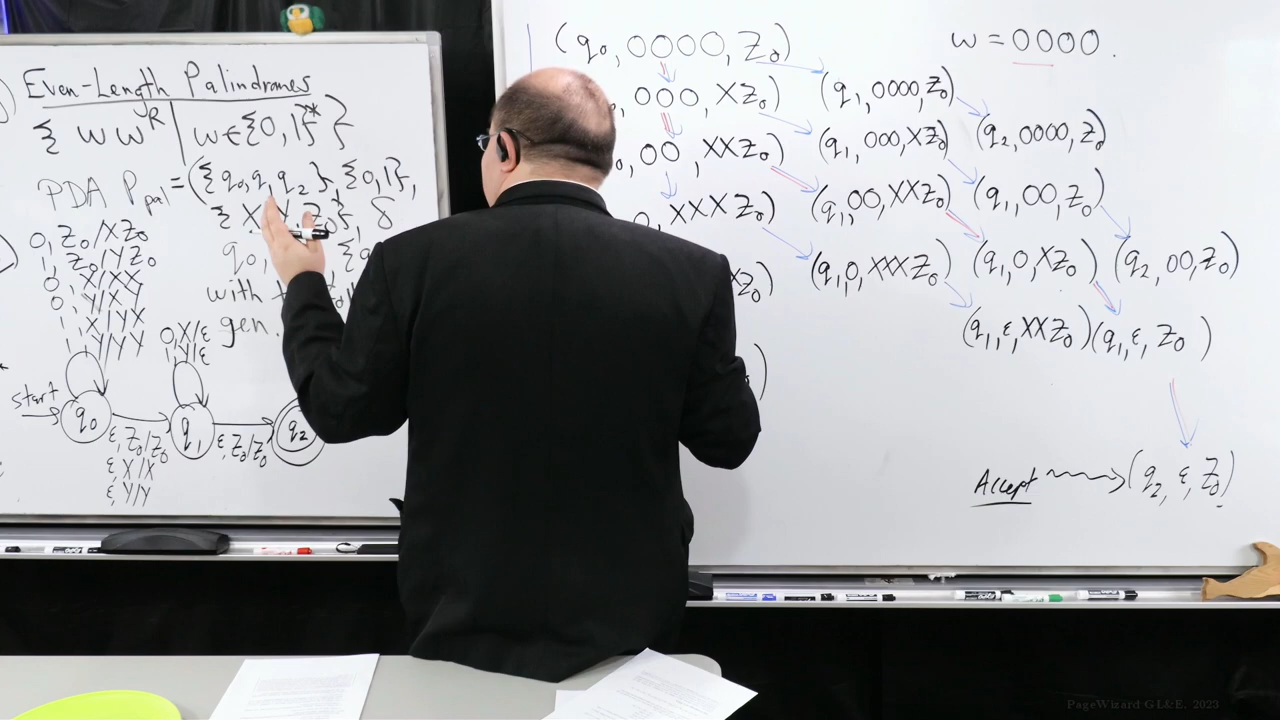 Even-Length Palindromes
{ w w^R | w ∈ {0,1}* }
PDA P_pal = ({q₀,q₁,q₂}, {0,1},
Z₀}, δ
q₀,
with
gen.
0, Z₀/XZ₀
1, Z₀/YZ₀
0, X/XX
0, Y/XY
1, X/YX
1, Y/YY
0, X/ε
1, Y/ε
start
q₀
q₁
q₂
ε, Z₀/Z₀
ε, X/X
ε, Y/Y
ε, Z₀/Z₀
w = 0000.
(q₀, 0000, Z₀)
000, XZ₀) (q₁, 0000, Z₀)
00, XXZ₀) (q₁, 000, XZ₀) (q₂, 0000, Z₀)
XXXZ₀) (q₁, 00, XXZ₀) (q₁, 00, Z₀)
XZ₀) (q₁, 0, XXXZ₀) (q₁, 0, XZ₀) (q₂, 00, Z₀)
(q₁, ε, XXZ₀) (q₁, ε, Z₀)
Accept (q₂, ε, Z₀)
PageWizard GL&E, 2023